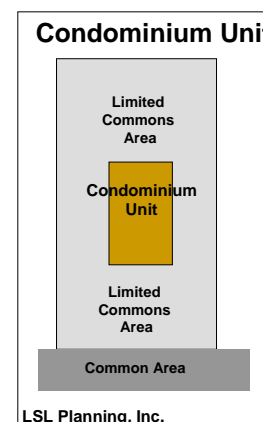 Condominium Uni
Limited
Commons
Area
Condominium
Unit
Limited
Commons
Area
Common Area
LSL Planning, Inc.